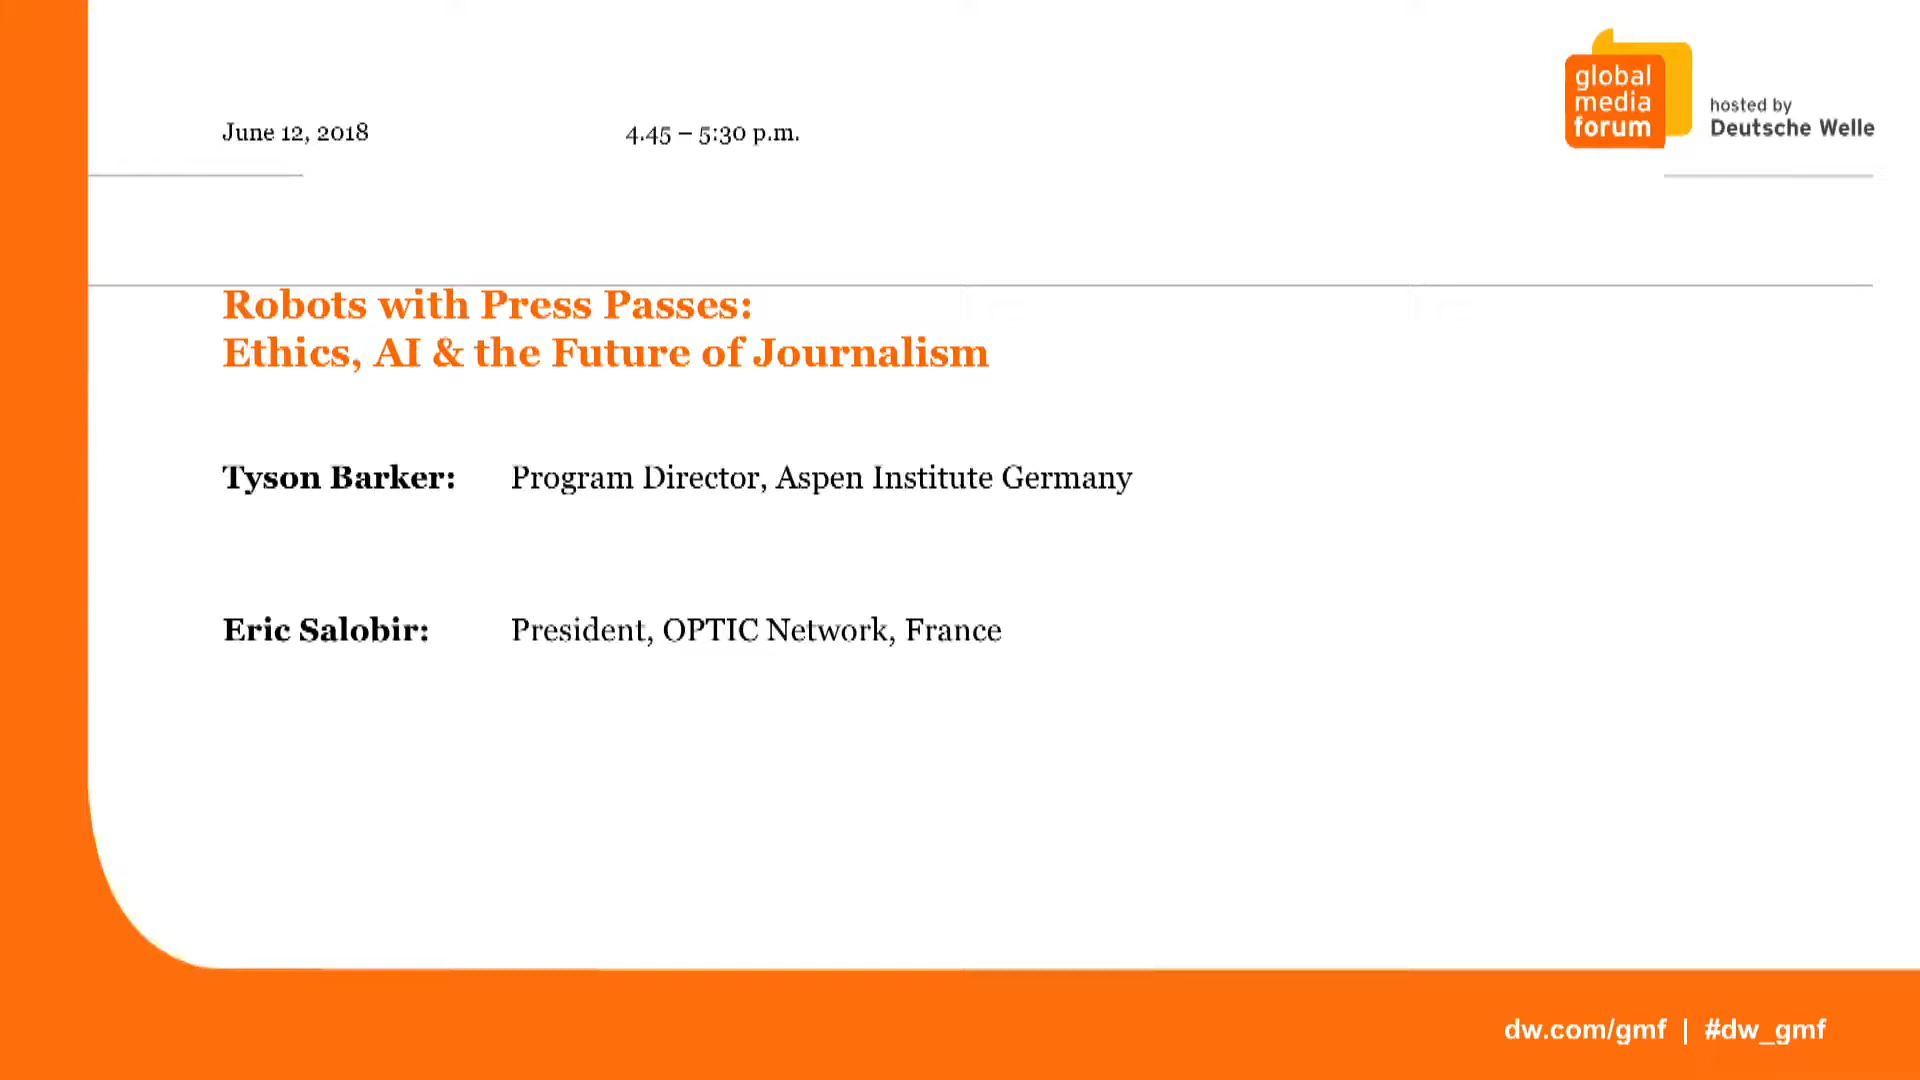 global
media
forum
hosted by
Deutsche Welle
June 12, 2018 4.45 – 5:30 p.m.
Robots with Press Passes:
Ethics, AI & the Future of Journalism
Tyson Barker: Program Director, Aspen Institute Germany
Eric Salobir: President, OPTIC Network, France
dw.com/gmf | #dw_gmf